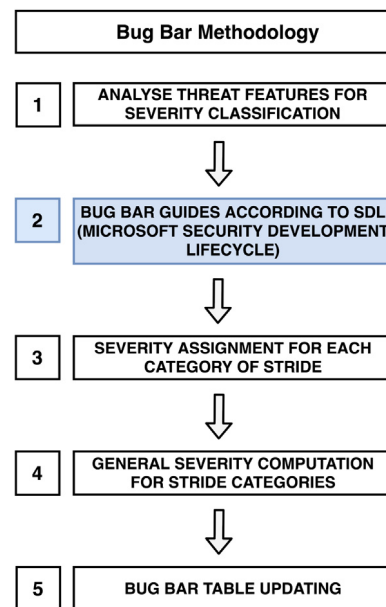 Bug Bar Methodology
1
ANALYSE THREAT FEATURES FOR
SEVERITY CLASSIFICATION
2
BUG BAR GUIDES ACCORDING TO SDL
(MICROSOFT SECURITY DEVELOPMENT
LIFECYCLE)
3
SEVERITY ASSIGNMENT FOR EACH
CATEGORY OF STRIDE
4
GENERAL SEVERITY COMPUTATION
FOR STRIDE CATEGORIES
5
BUG BAR TABLE UPDATING